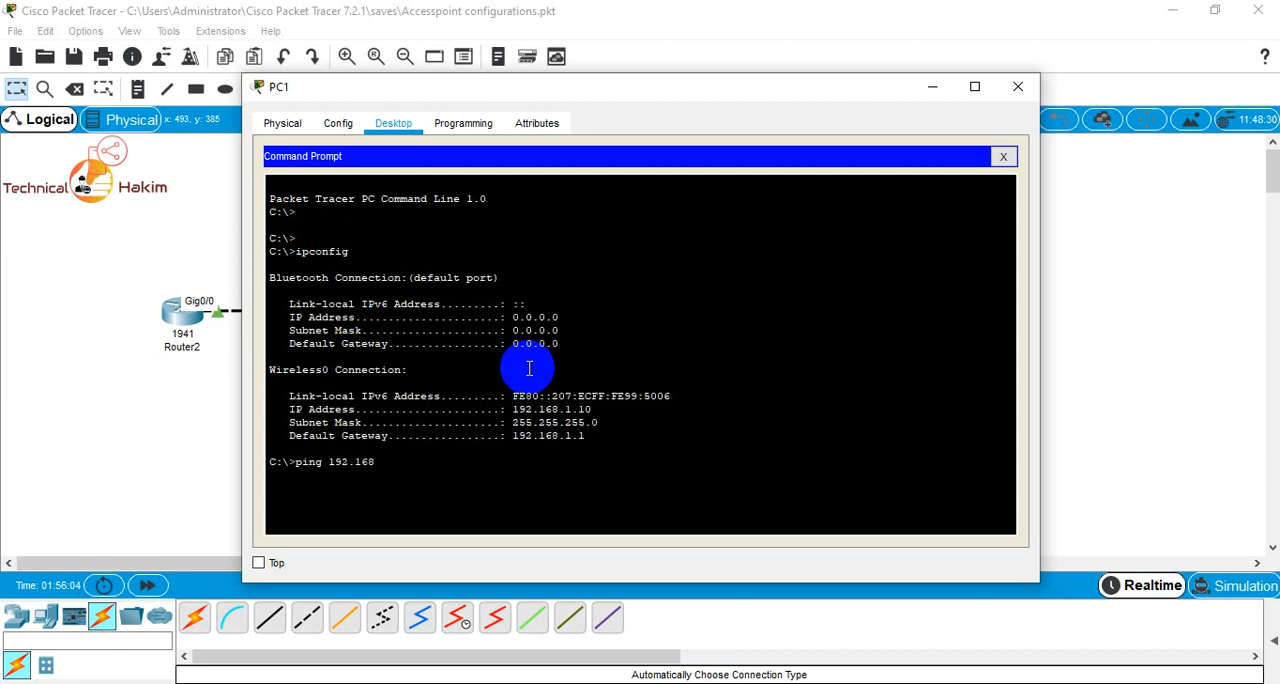 Cisco Packet Tracer - C:\Users\Administrator\Cisco Packet Tracer 7.2.1\saves\Accesspoint configurations.pkt
File Edit Options View Tools Extensions Help
PC1
Logical Physical x: 493, y: 385 11:48:30
Physical Config Desktop Programming Attributes
Command Prompt X
Technical Hakim
Packet Tracer PC Command Line 1.0
C:\>
C:\>
C:\>ipconfig
Bluetooth Connection:(default port)
Link-local IPv6 Address.........: ::
IP Address......................: 0.0.0.0
Subnet Mask.....................: 0.0.0.0
Default Gateway.................: 0.0.0.0
Wireless0 Connection:
Link-local IPv6 Address.........: FE80::207:ECFF:FE99:5006
IP Address......................: 192.168.1.10
Subnet Mask.....................: 255.255.255.0
Default Gateway.................: 192.168.1.1
C:\>ping 192.168
Gig0/0
1941
Router2
Top
Time: 01:56:04 Realtime Simulation
Automatically Choose Connection Type